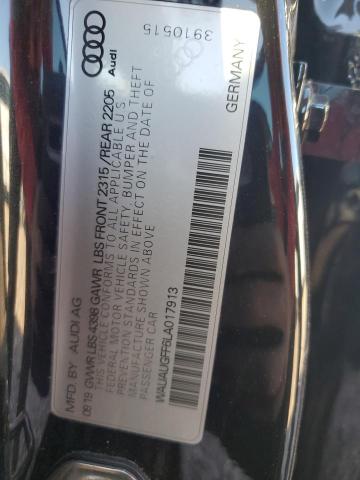 Audi
3910515
MFD. BY AUDI AG
09 19 GVWR LBS 4398 GAWR LBS FRONT 2315/REAR 2205
THIS VEHICLE CONFORMS TO ALL APPLICABLE U'S
FEDERAL MOTOR VEHICLE SAFETY, BUMPER AND THEFT
PREVENTION STANDARDS IN EFFECT ON THE DATE OF
MANUFACTURE SHOWN ABOVE
PASSENGER CAR
WAUAUGFF6LA017913
GERMANY